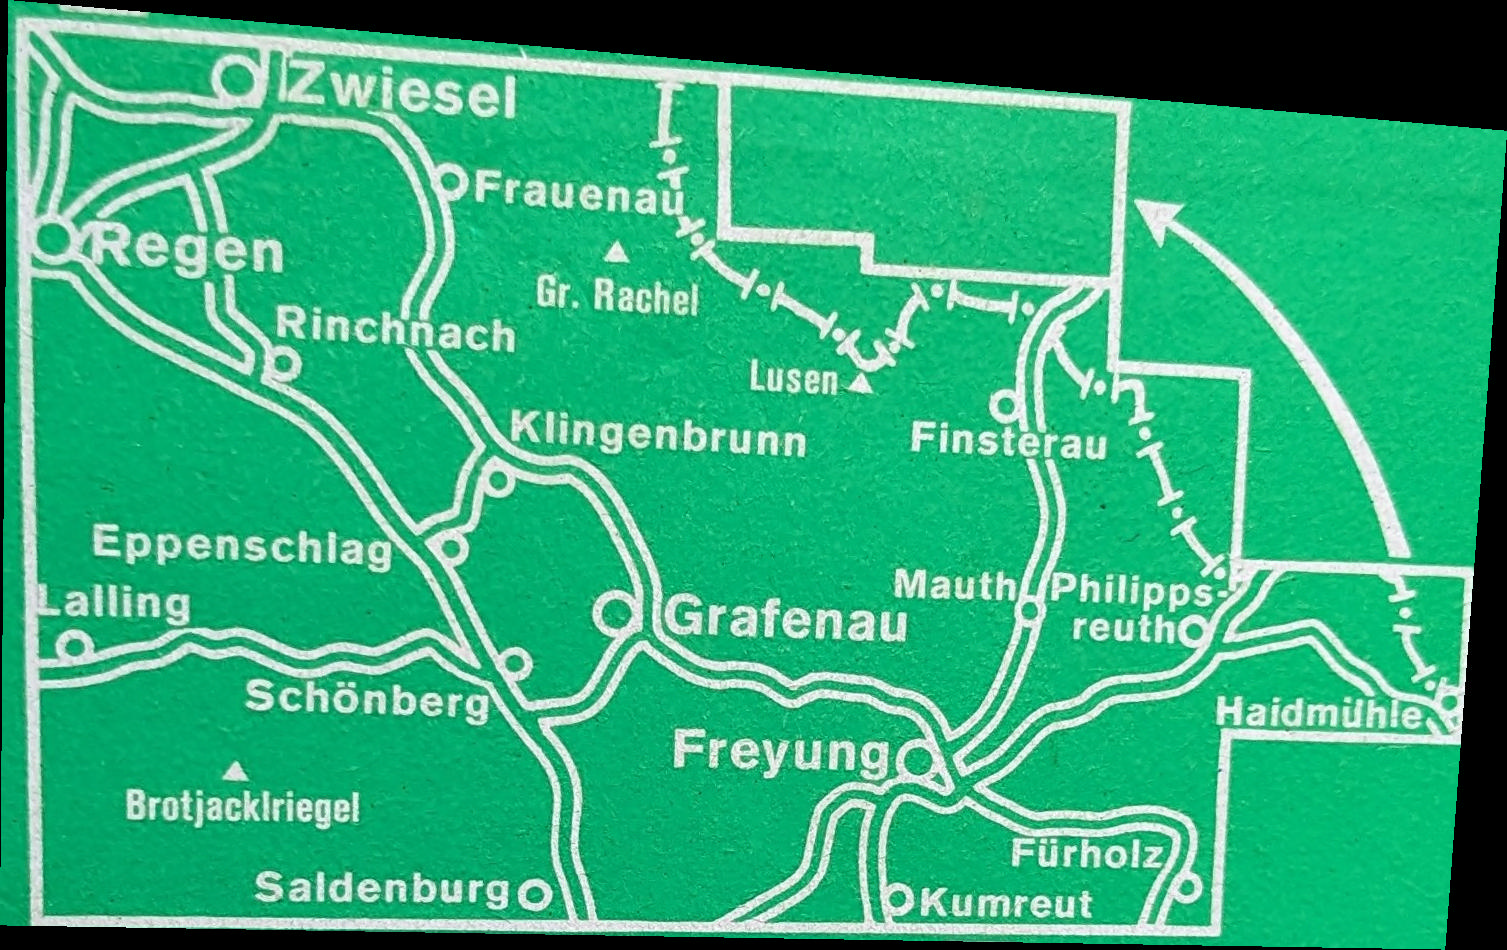 Zwiesel
Frauenau
Regen
Gr. Rachel
Rinchnach
Lusen
Klingenbrunn
Finsterau
Eppenschlag
Mauth
Philipps-
reuth
Lalling
Grafenau
Schönberg
Haidmühle
Freyung
Brotjacklriegel
Fürholz
Saldenburg
Kumreut